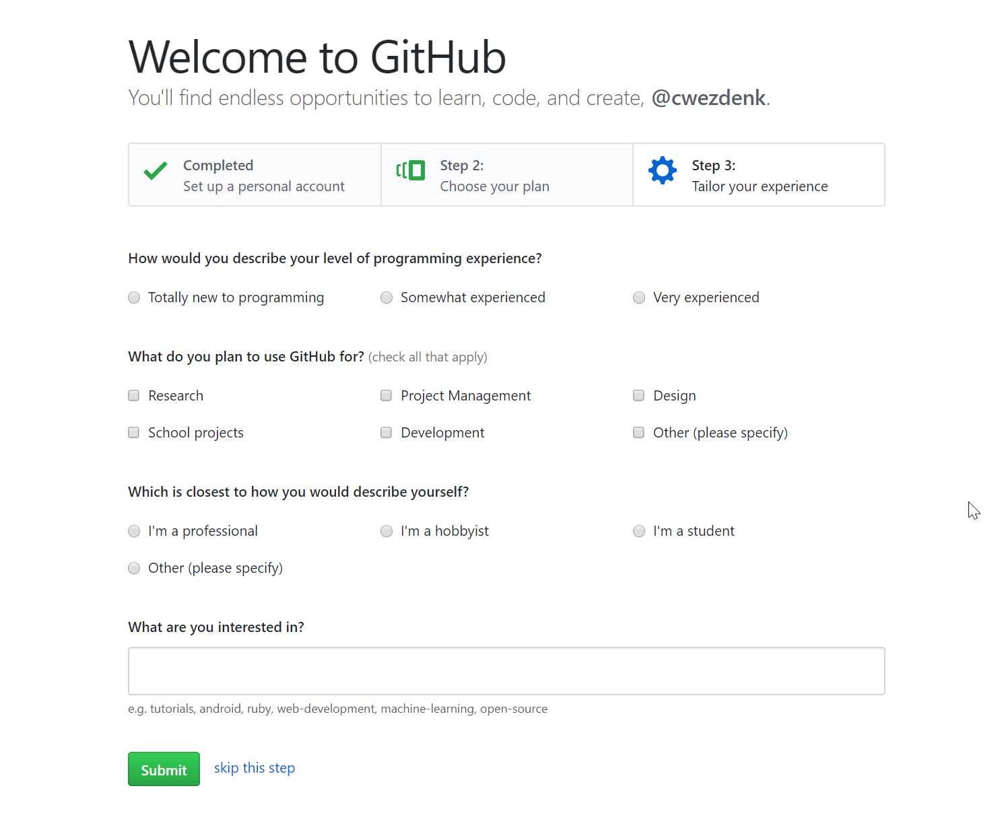 Welcome to GitHub
You'll find endless opportunities to learn, code, and create, @cwezdenk.
Completed
Set up a personal account
Step 2:
Choose your plan
Step 3:
Tailor your experience
How would you describe your level of programming experience?
Totally new to programming
Somewhat experienced
Very experienced
What do you plan to use GitHub for? (check all that apply)
Research
Project Management
Design
School projects
Development
Other (please specify)
Which is closest to how you would describe yourself?
I'm a professional
I'm a hobbyist
I'm a student
Other (please specify)
What are you interested in?
e.g. tutorials, android, ruby, web-development, machine-learning, open-source
Submit
skip this step